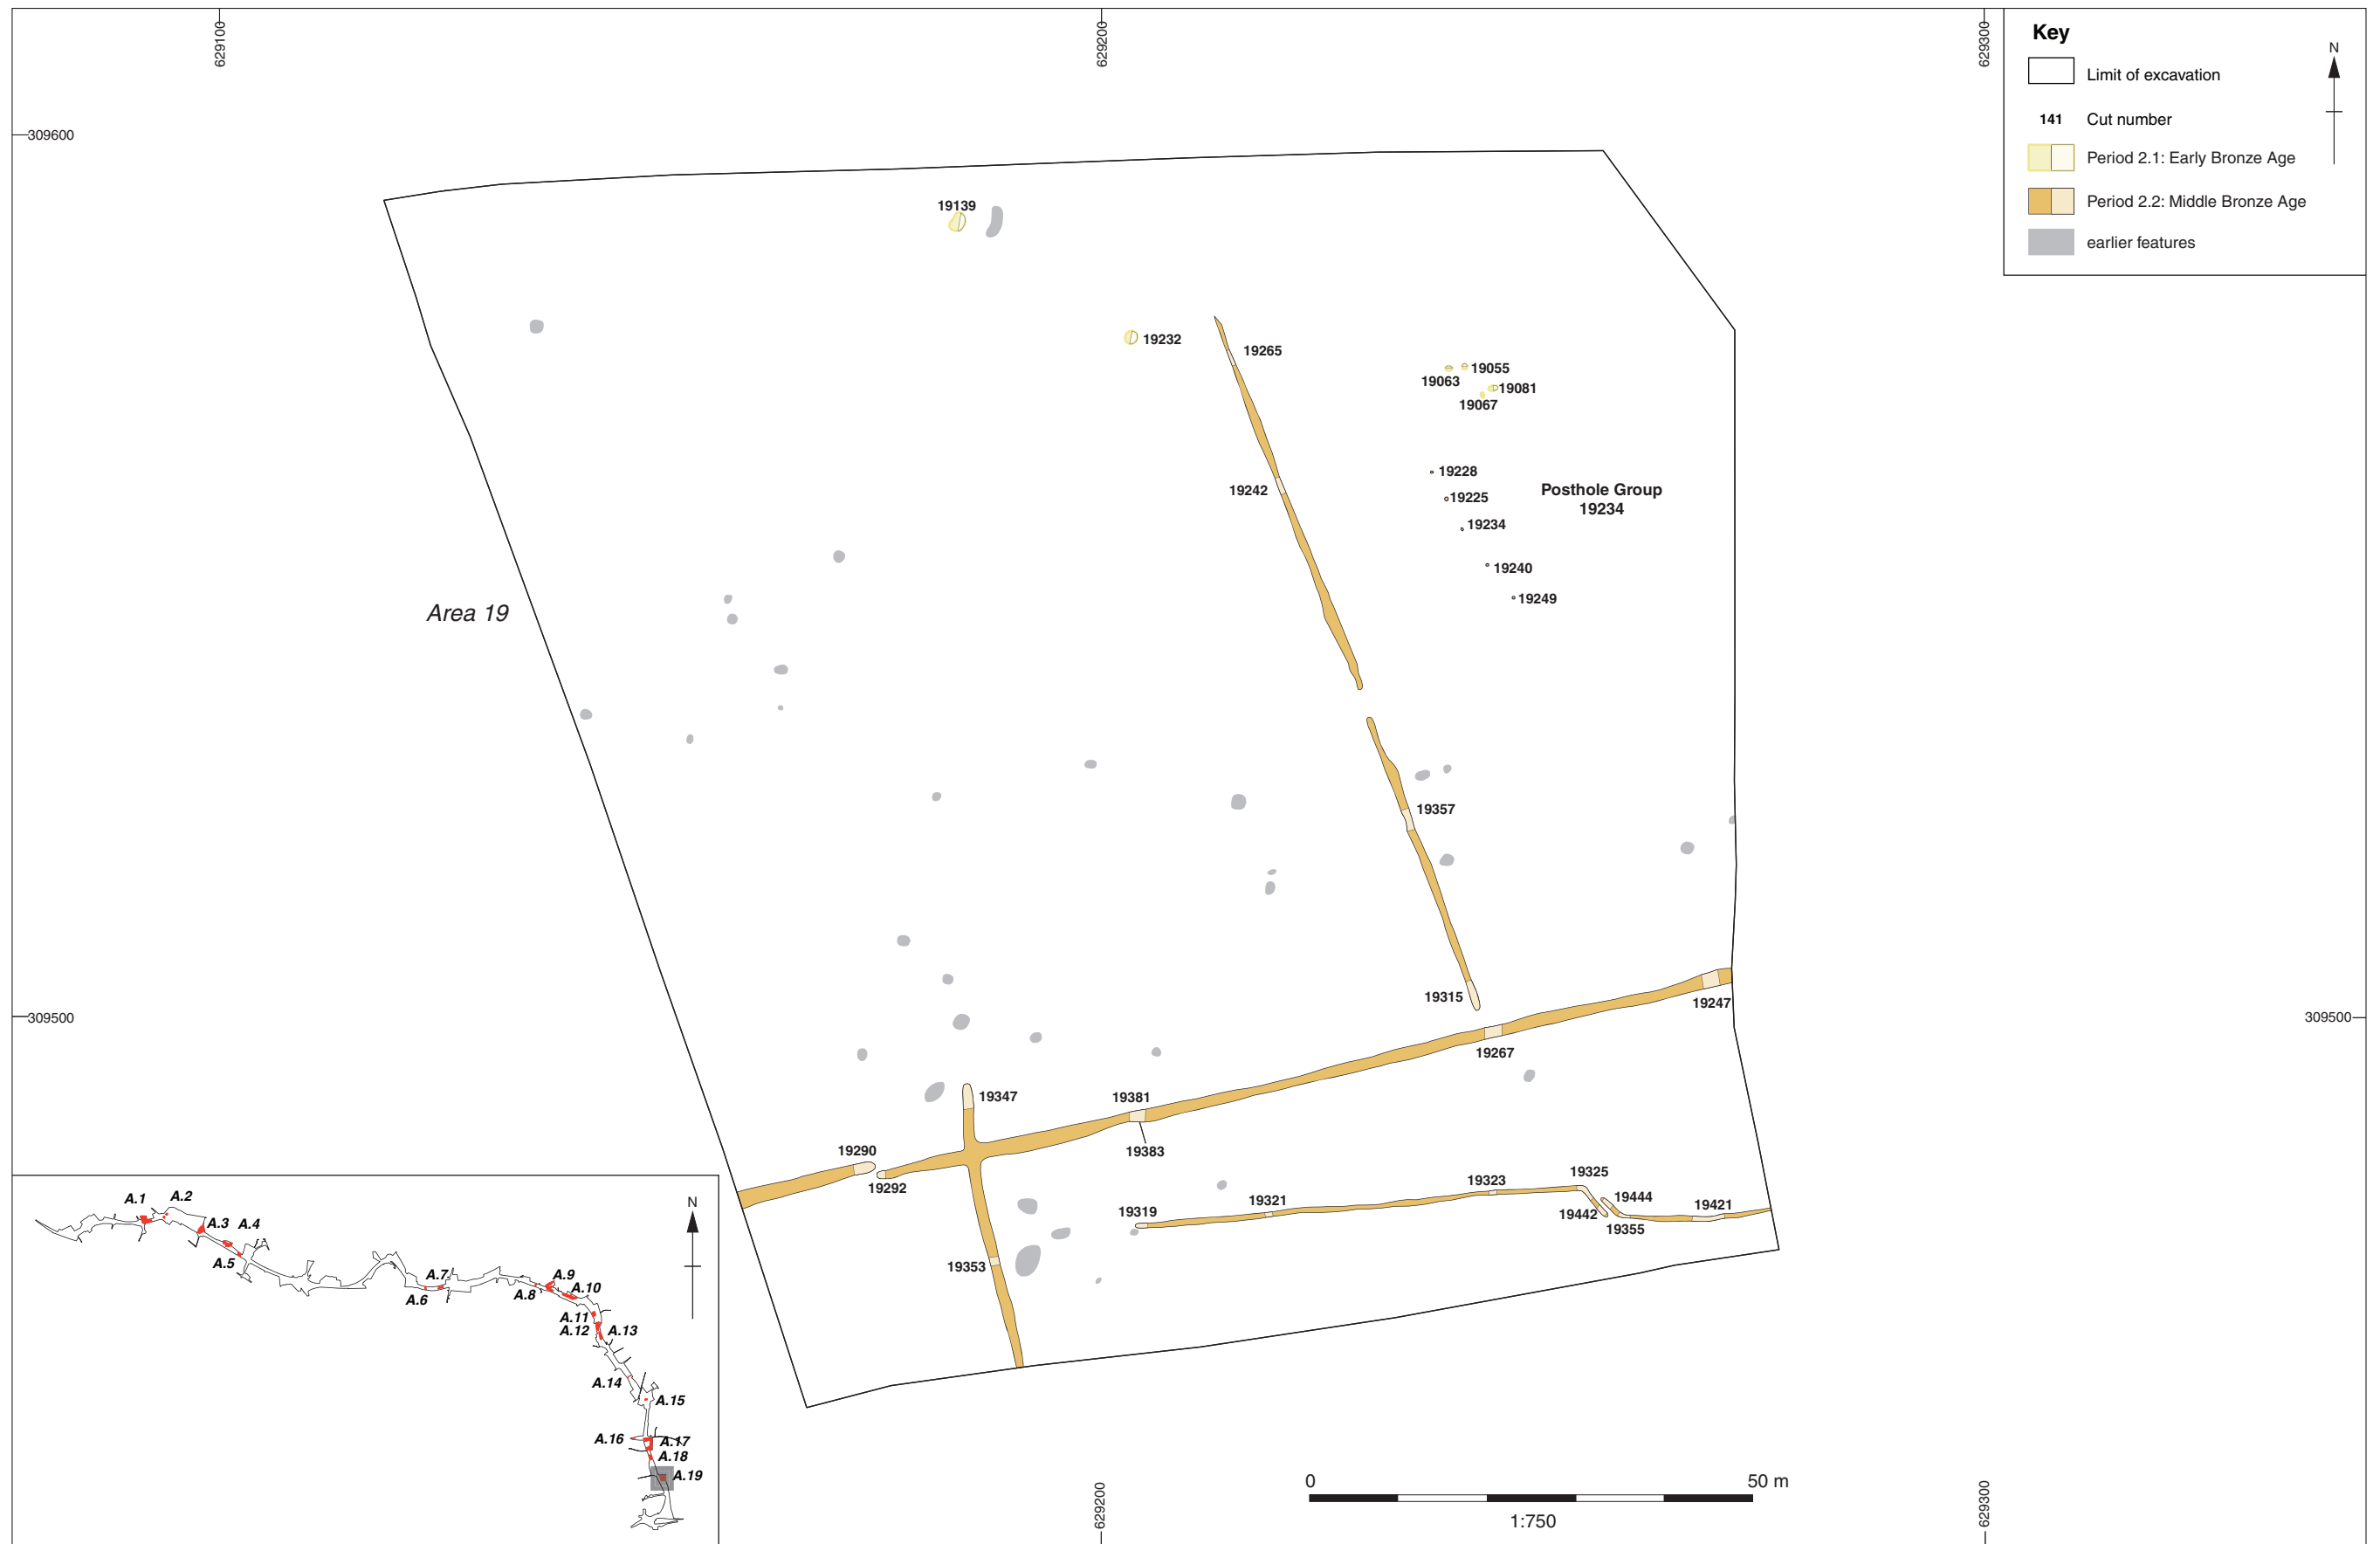 629100
629200
629300
Key
N
Limit of excavation
141 Cut number
Period 2.1: Early Bronze Age
Period 2.2: Middle Bronze Age
earlier features
309600
19139
19232
19265
19055
19063
19081
19067
19228
19242
19225
Posthole Group
19234
19234
19240
19249
Area 19
19357
19315
19247
309500
309500
19267
19347
19381
19383
19290
19292
19323
19325
19321
19444
19421
19319
19442
19355
19353
N
A.1
A.2
A.3
A.4
A.5
A.7
A.6
A.9
A.8
A.10
A.11
A.12
A.13
A.14
A.15
A.16
A.17
A.18
A.19
0 50 m
1:750
629200
629300